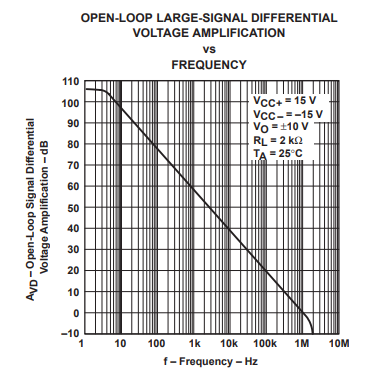 OPEN-LOOP LARGE-SIGNAL DIFFERENTIAL
VOLTAGE AMPLIFICATION
vs
FREQUENCY
AVD – Open-Loop Signal Differential
Voltage Amplification – dB
110
100
90
80
70
60
50
40
30
20
10
0
–10
VCC+ = 15 V
VCC– = –15 V
VO = ±10 V
RL = 2 kΩ
TA = 25°C
1 10 100 1k 10k 100k 1M 10M
f – Frequency – Hz